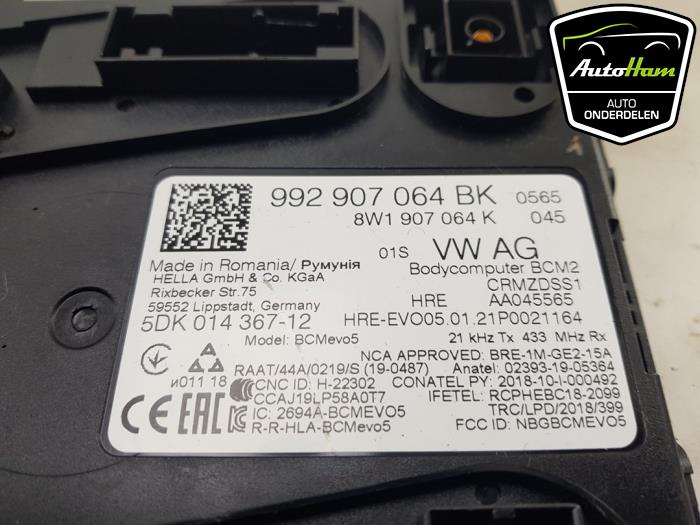 AutoHam
AUTO
ONDERDELEN
992 907 064 BK 0565
8W1 907 064 K 045
01S VW AG
Made in Romania/ Румунія
Bodycomputer BCM2
HELLA GmbH & Co. KGaA
CRMZDSS1
Rixbecker Str.75
HRE AA045565
59552 Lippstadt, Germany
5DK 014 367-12 HRE-EVO05.01.21P0021164
Model: BCMevo5 21 kHz Tx 433 MHz Rx
NCA APPROVED: BRE-1M-GE2-15A
RAAT/44A/0219/S (19-0487) Anatel: 02393-19-05364
и011 18 CNC ID: H-22302 CONATEL PY: 2018-10-I-000492
CCAJ19LP58A0T7 IFETEL: RCPHEBC18-2099
CE EAC IC: 2694A-BCMEVO5 TRC/LPD/2018/399
R-R-HLA-BCMevo5 FCC ID: NBGBCMEVO5